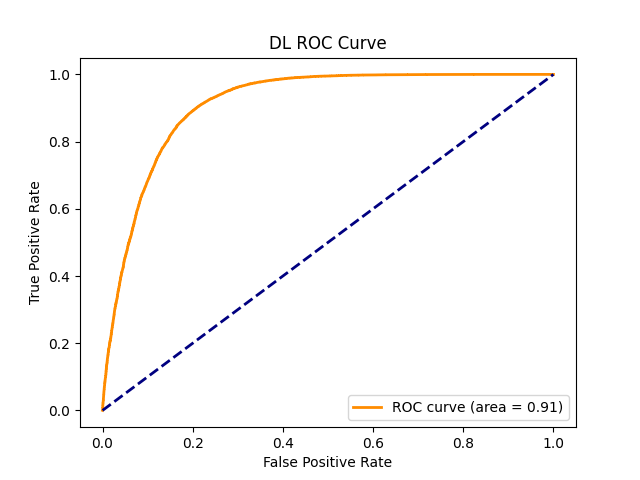 DL ROC Curve
1.0
0.8
0.6
0.4
0.2
0.0
True Positive Rate
ROC curve (area = 0.91)
0.0 0.2 0.4 0.6 0.8 1.0
False Positive Rate